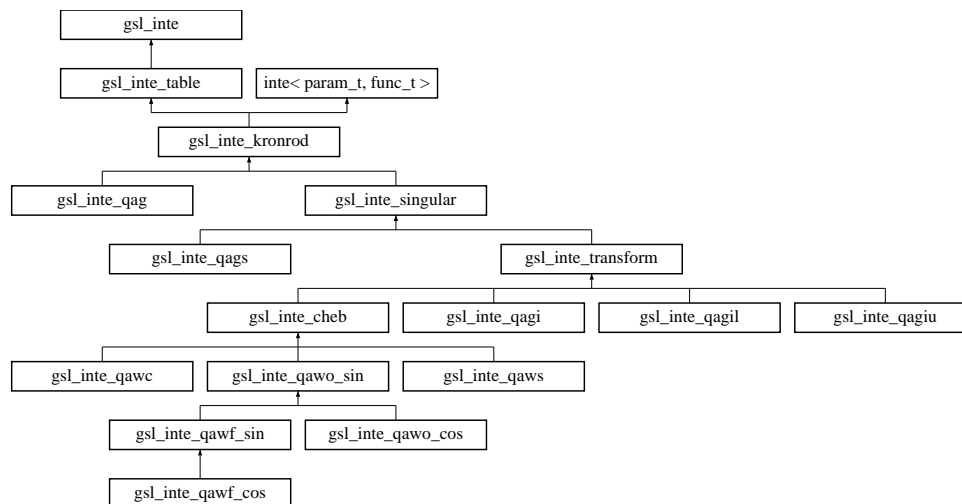 gsl_inte
gsl_inte_table
inte< param_t, func_t >
gsl_inte_kronrod
gsl_inte_qag
gsl_inte_singular
gsl_inte_qags
gsl_inte_transform
gsl_inte_cheb
gsl_inte_qagi
gsl_inte_qagil
gsl_inte_qagiu
gsl_inte_qawc
gsl_inte_qawo_sin
gsl_inte_qaws
gsl_inte_qawf_sin
gsl_inte_qawo_cos
gsl_inte_qawf_cos